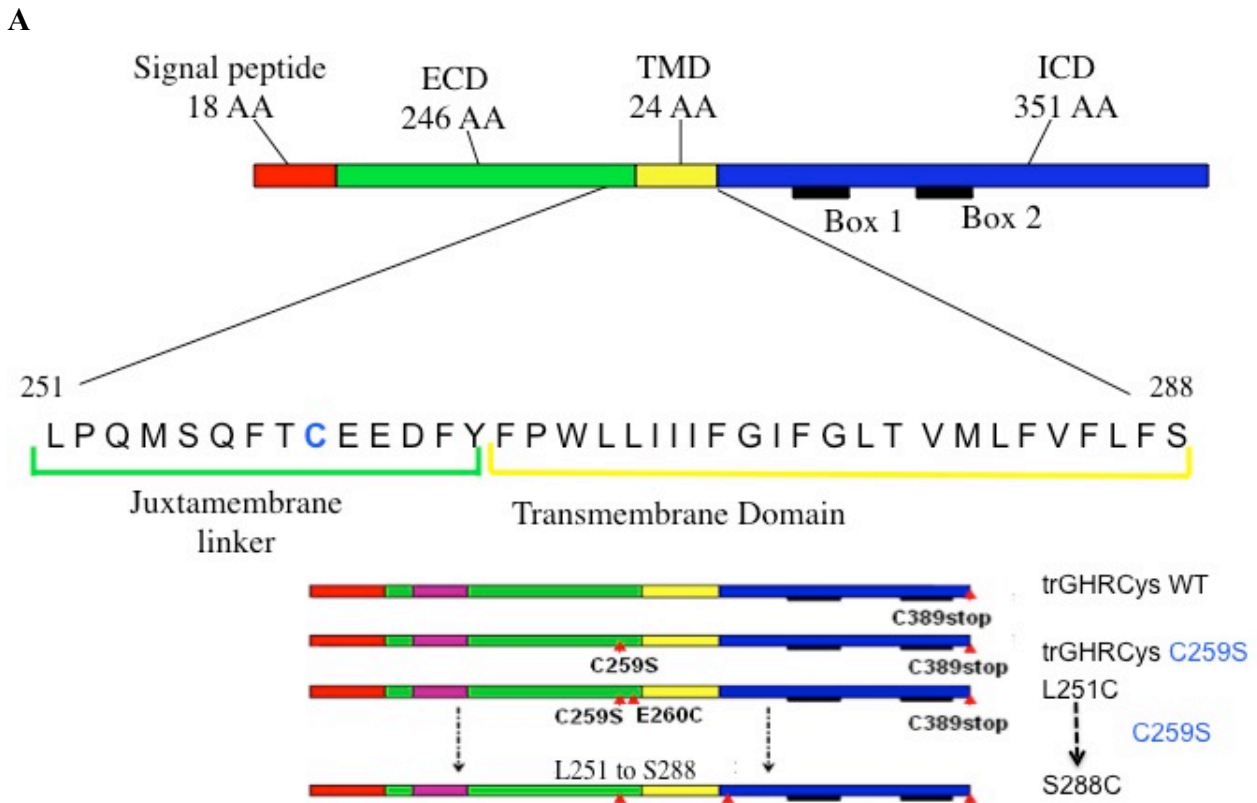 A
Signal peptide
18 AA
ECD
246 AA
TMD
24 AA
ICD
351 AA
Box 1
Box 2
251
288
L P Q M S Q F T C E E D F Y F P W L L I I I F G I F G L T V M L F V F L F S
Juxtamembrane
linker
Transmembrane Domain
trGHRCys WT
C389stop
trGHRCys C259S
C259S
C389stop
L251C
C259S E260C
C389stop
C259S
L251 to S288
S288C